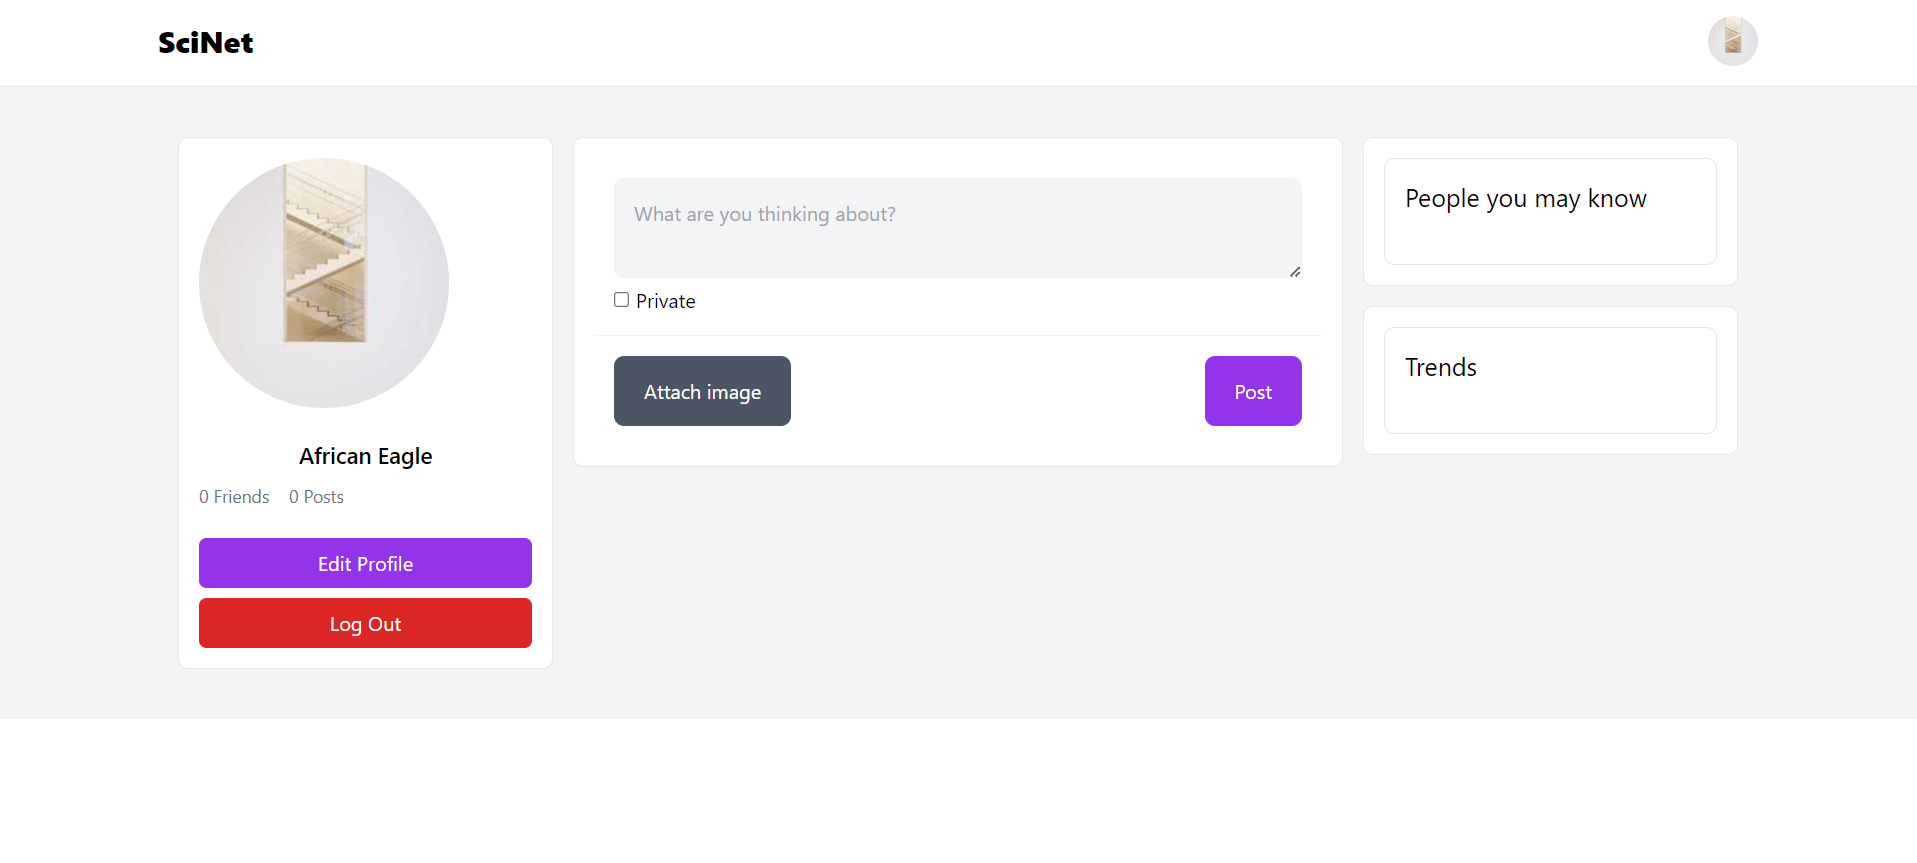 SciNet
African Eagle
0 Friends 0 Posts
Edit Profile
Log Out
What are you thinking about?
Private
Attach image
Post
People you may know
Trends